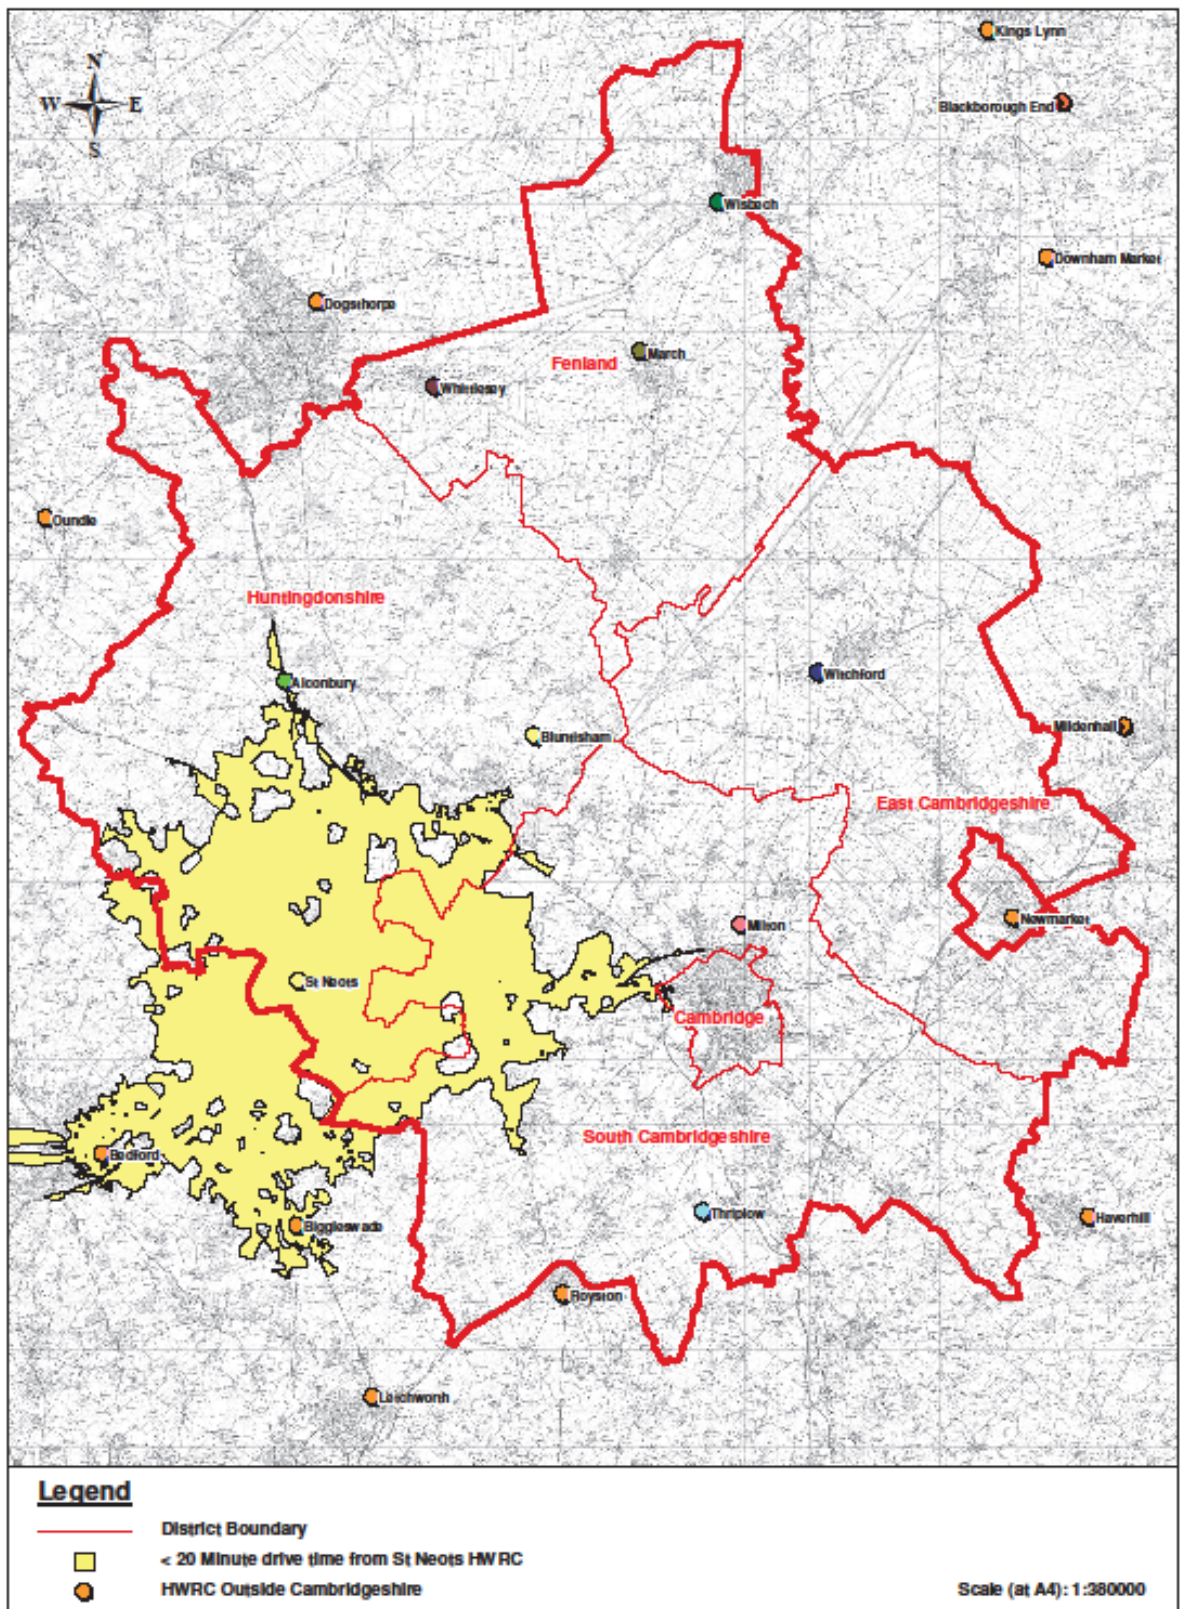 Kings Lynn
N
W E
S
Blackborough End
Wisbech
Downham Market
Dogsthorpe
March
Fenland
Whittlesey
Oundle
Huntingdonshire
Witchford
Alconbury
Mildenhall
Bluntisham
East Cambridgeshire
Newmarket
Milton
St Neots
Cambridge
South Cambridgeshire
Bedford
Thriplow
Haverhill
Biggleswade
Royston
Letchworth
Legend
District Boundary
< 20 Minute drive time from St Neots HWRC
HWRC Outside Cambridgeshire
Scale (at A4): 1:380000